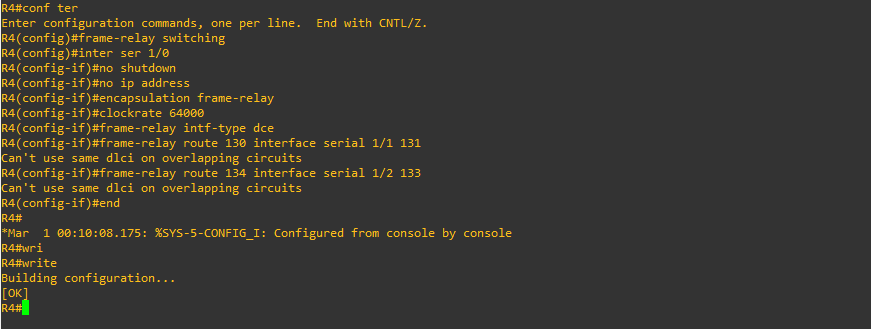 R4#conf ter
Enter configuration commands, one per line.  End with CNTL/Z.
R4(config)#frame-relay switching
R4(config)#inter ser 1/0
R4(config-if)#no shutdown
R4(config-if)#no ip address
R4(config-if)#encapsulation frame-relay
R4(config-if)#clockrate 64000
R4(config-if)#frame-relay intf-type dce
R4(config-if)#frame-relay route 130 interface serial 1/1 131
Can't use same dlci on overlapping circuits
R4(config-if)#frame-relay route 134 interface serial 1/2 133
Can't use same dlci on overlapping circuits
R4(config-if)#end
R4#
*Mar  1 00:10:08.175: %SYS-5-CONFIG_I: Configured from console by console
R4#wri
R4#write
Building configuration...
[OK]
R4#